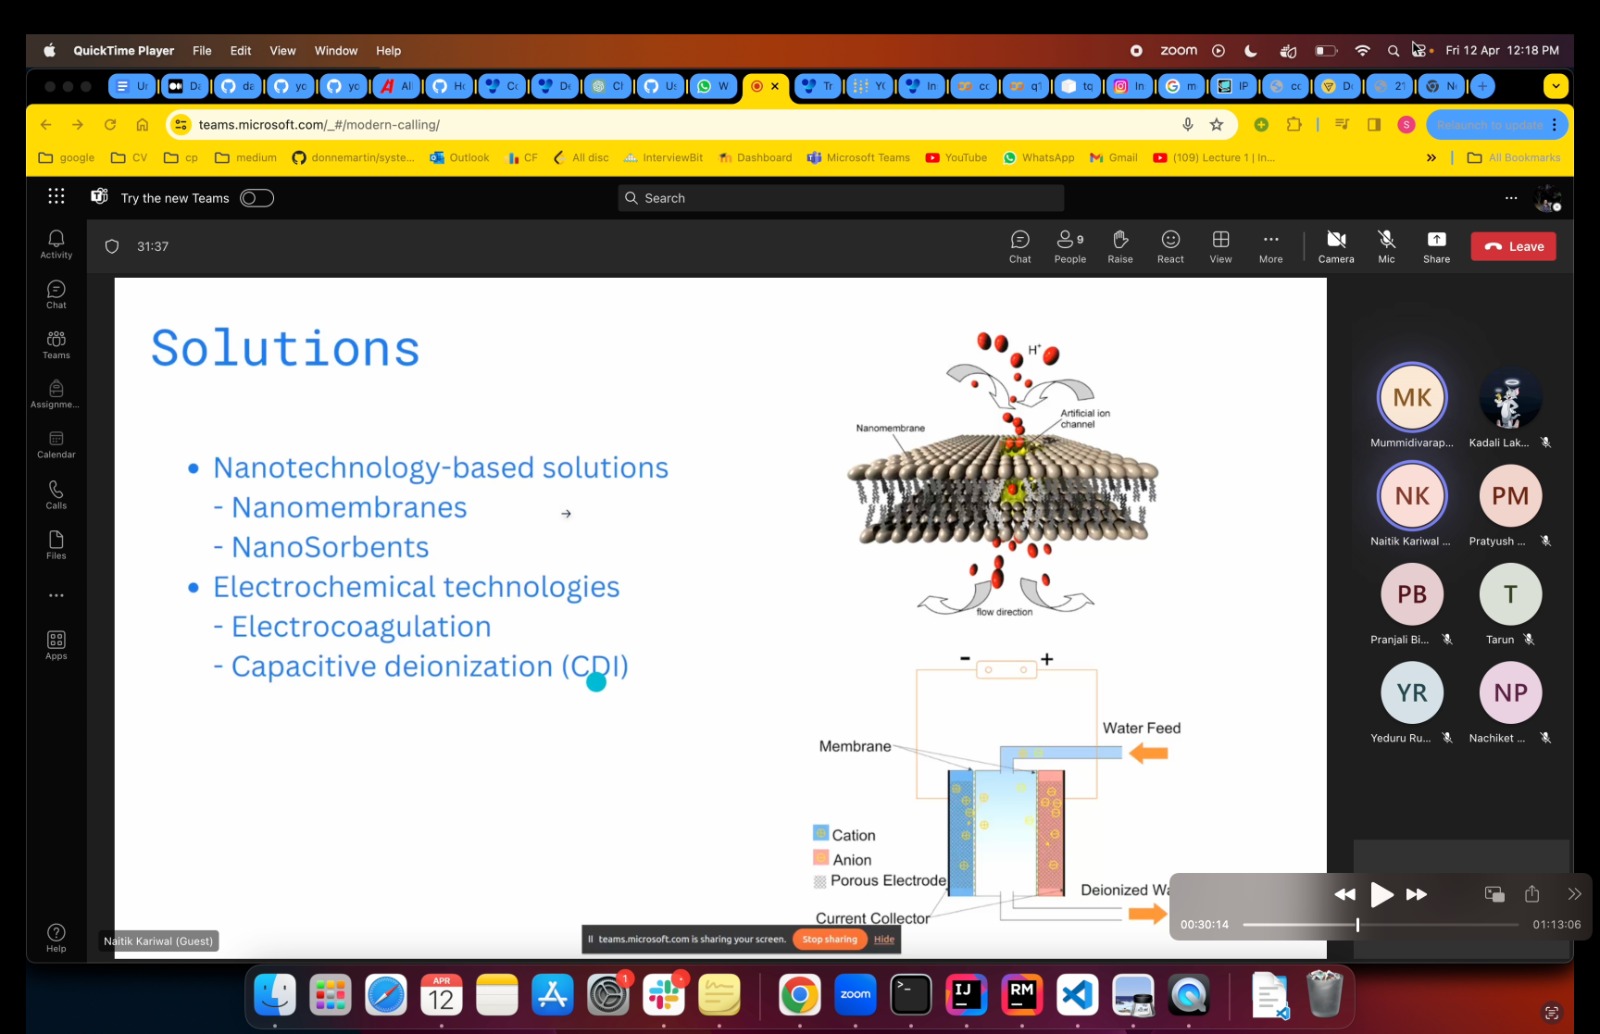 QuickTime Player File Edit View Window Help
zoom Fri 12 Apr 12:18 PM
teams.microsoft.com/_#/modern-calling/
Relaunch to update
google CV cp medium donnemartin/syste... Outlook CF All disc InterviewBit Dashboard Microsoft Teams YouTube WhatsApp Gmail (109) Lecture 1 | In... » All Bookmarks
Try the new Teams
Search
Activity
Chat
Teams
Assignme...
Calendar
Calls
Files
Apps
Help
31:37
Chat
9
People
Raise
React
View
More
Camera
Mic
Share
Leave
Solutions
• Nanotechnology-based solutions
- Nanomembranes
- NanoSorbents
• Electrochemical technologies
- Electrocoagulation
- Capacitive deionization (CDI)
H+
Artificial ion
channel
Nanomembrane
flow direction
- +
Water Feed
Membrane
Cation
Anion
Porous Electrode
Current Collector
Deionized Wa
MK
Mummidivarap...
Kadali Lak...
NK
Naitik Kariwal ...
PM
Pratyush ...
PB
Pranjali Bi...
T
Tarun
YR
Yeduru Ru...
NP
Nachiket ...
00:30:14
01:13:06
Naitik Kariwal (Guest)
teams.microsoft.com is sharing your screen. Stop sharing Hide
APR
12
1
zoom
IJ
RM